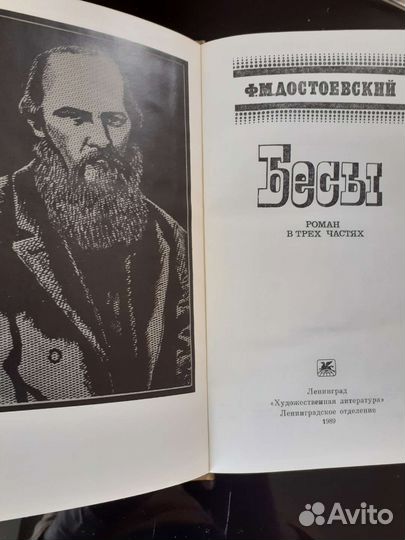 Ф М ДОСТОЕВСКИЙ
Бесы
РОМАН
В ТРЕХ ЧАСТЯХ
Ленинград
«Художественная литература»
Ленинградское отделение
1989
Avito